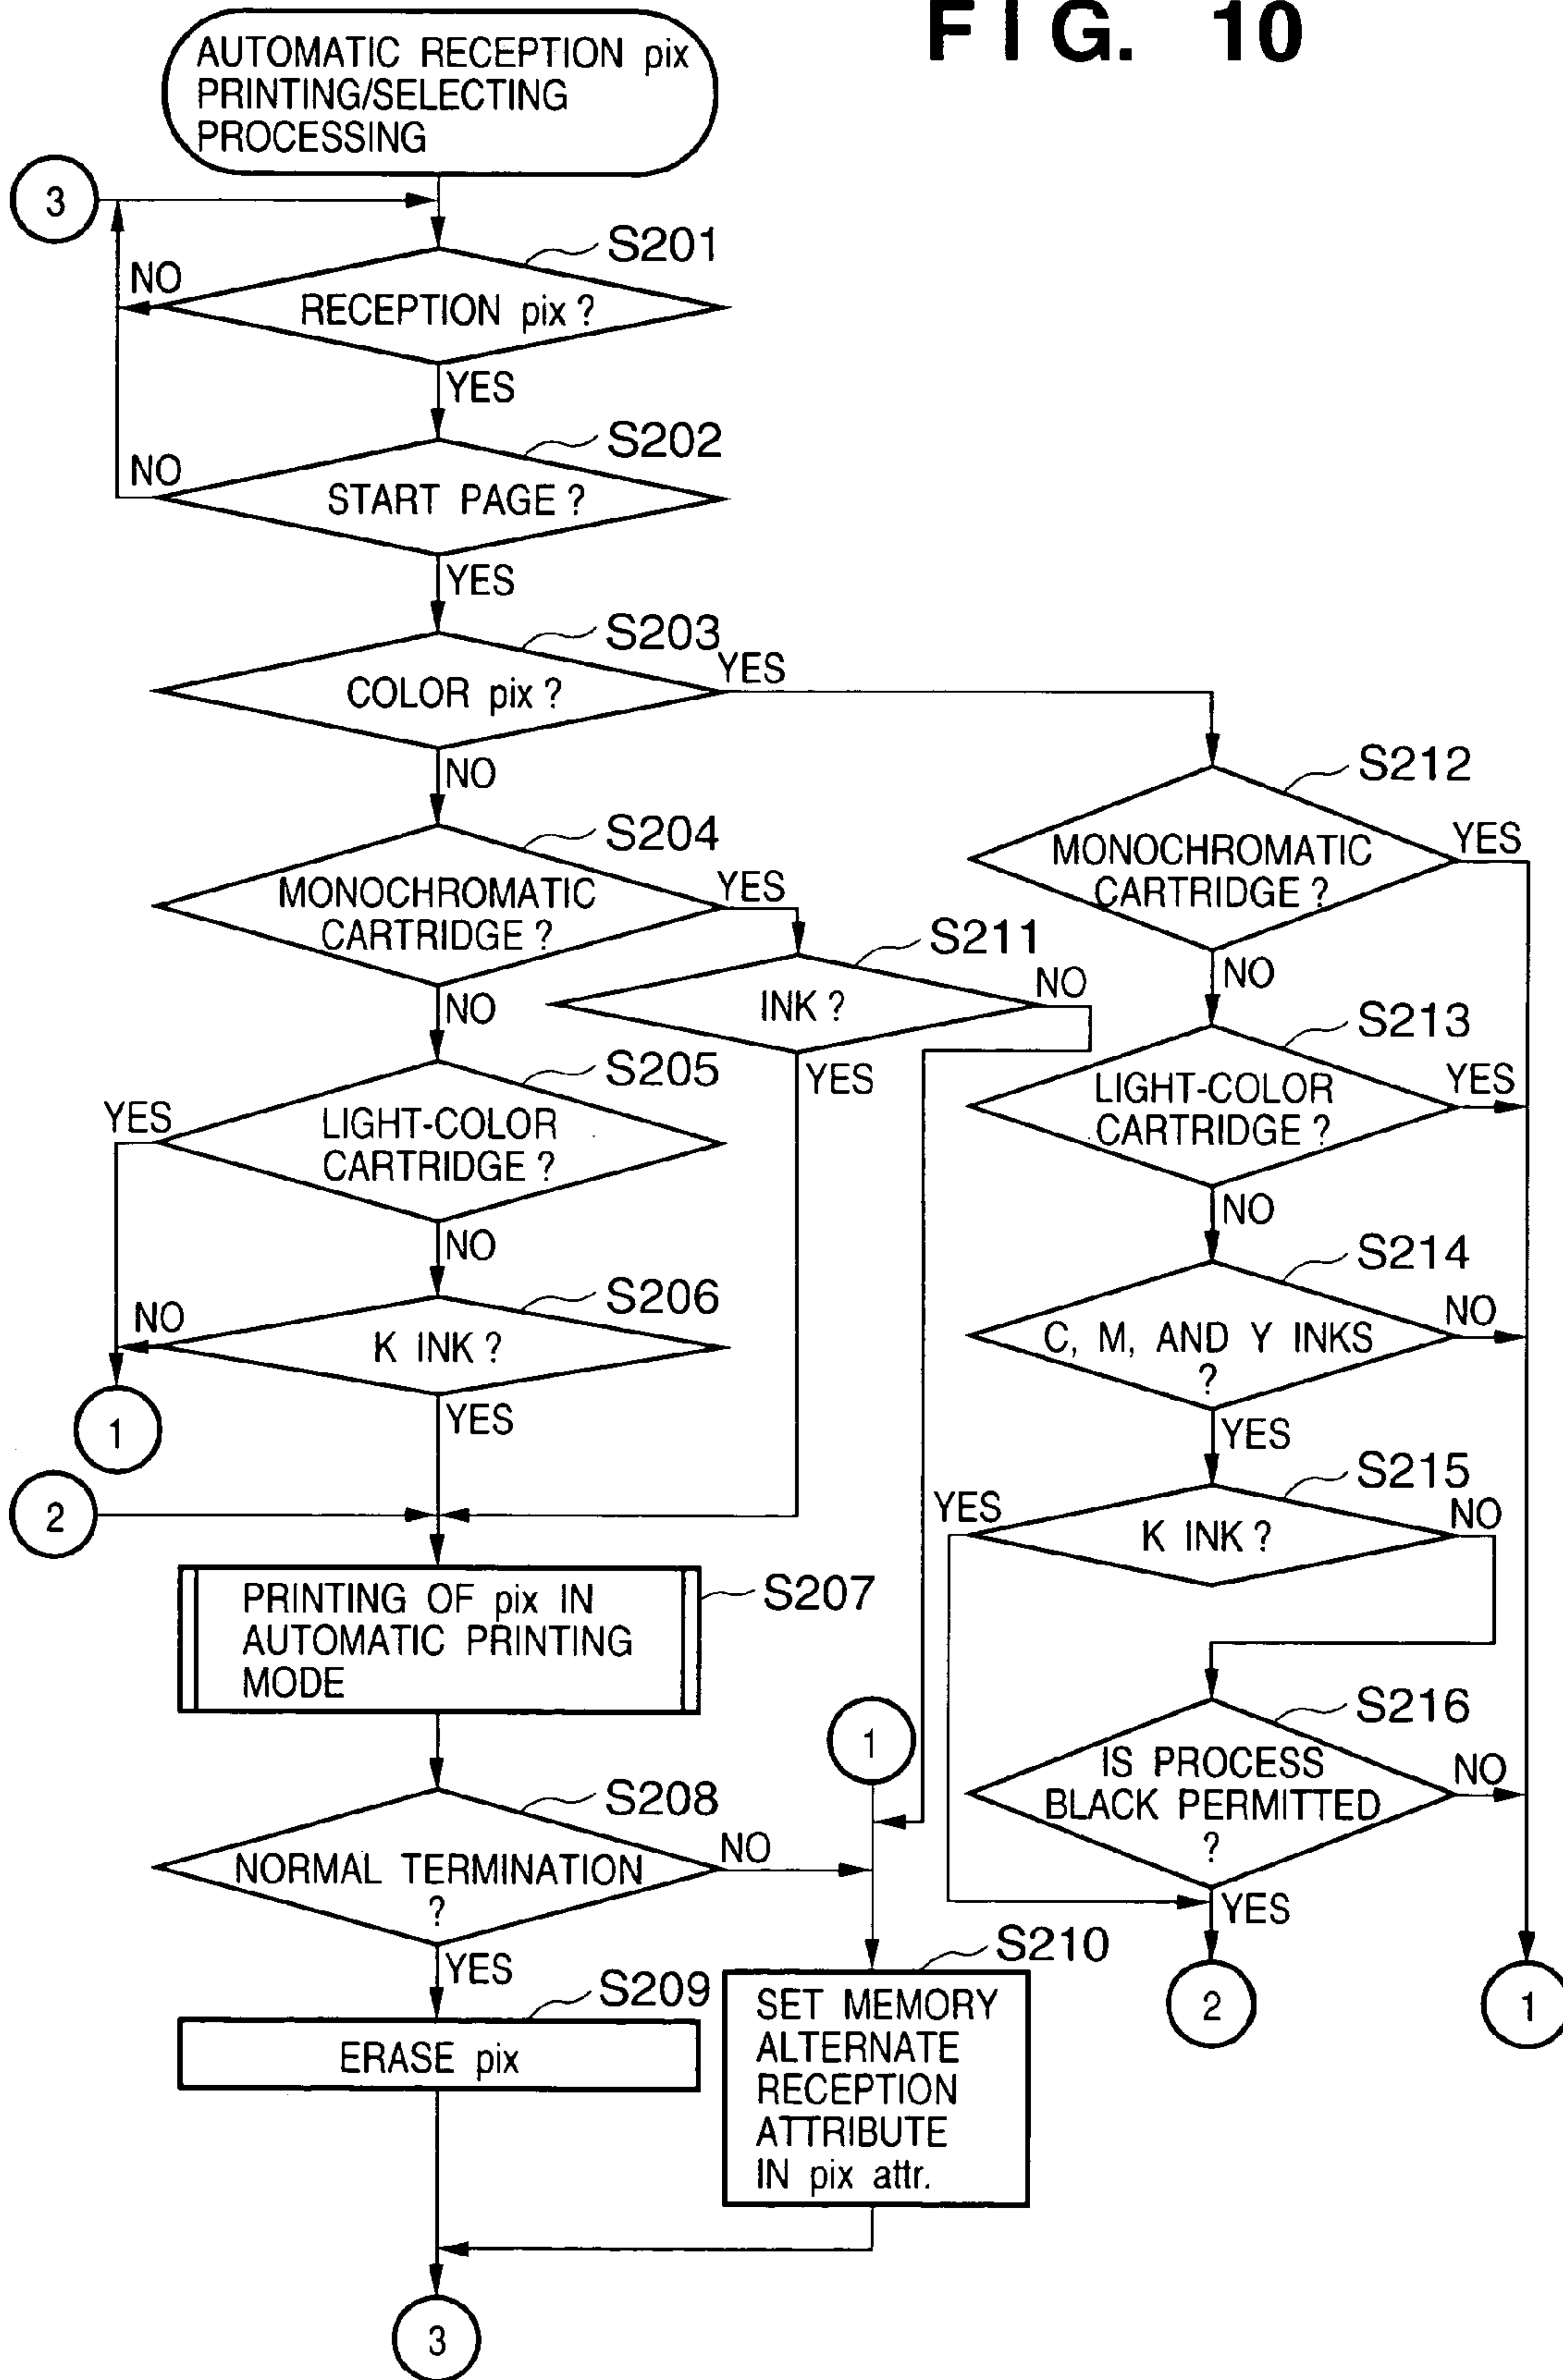 FIG. 10
AUTOMATIC RECEPTION pix
PRINTING/SELECTING
PROCESSING
3
S201
NO
RECEPTION pix ?
YES
S202
NO
START PAGE ?
YES
S203
YES
COLOR pix ?
NO
S204
YES
MONOCHROMATIC
CARTRIDGE ?
NO
S211
INK ?
NO
YES
S205
YES
LIGHT-COLOR
CARTRIDGE ?
NO
S206
NO
K INK ?
YES
1
2
S207
PRINTING OF pix IN
AUTOMATIC PRINTING
MODE
S208
NORMAL TERMINATION
?
NO
YES
S209
ERASE pix
1
S210
SET MEMORY
ALTERNATE
RECEPTION
ATTRIBUTE
IN pix attr.
3
S212
MONOCHROMATIC
CARTRIDGE ?
YES
NO
S213
LIGHT-COLOR
CARTRIDGE ?
YES
NO
S214
C, M, AND Y INKS
?
NO
YES
S215
YES
K INK ?
NO
S216
IS PROCESS
BLACK PERMITTED
?
NO
YES
2
1